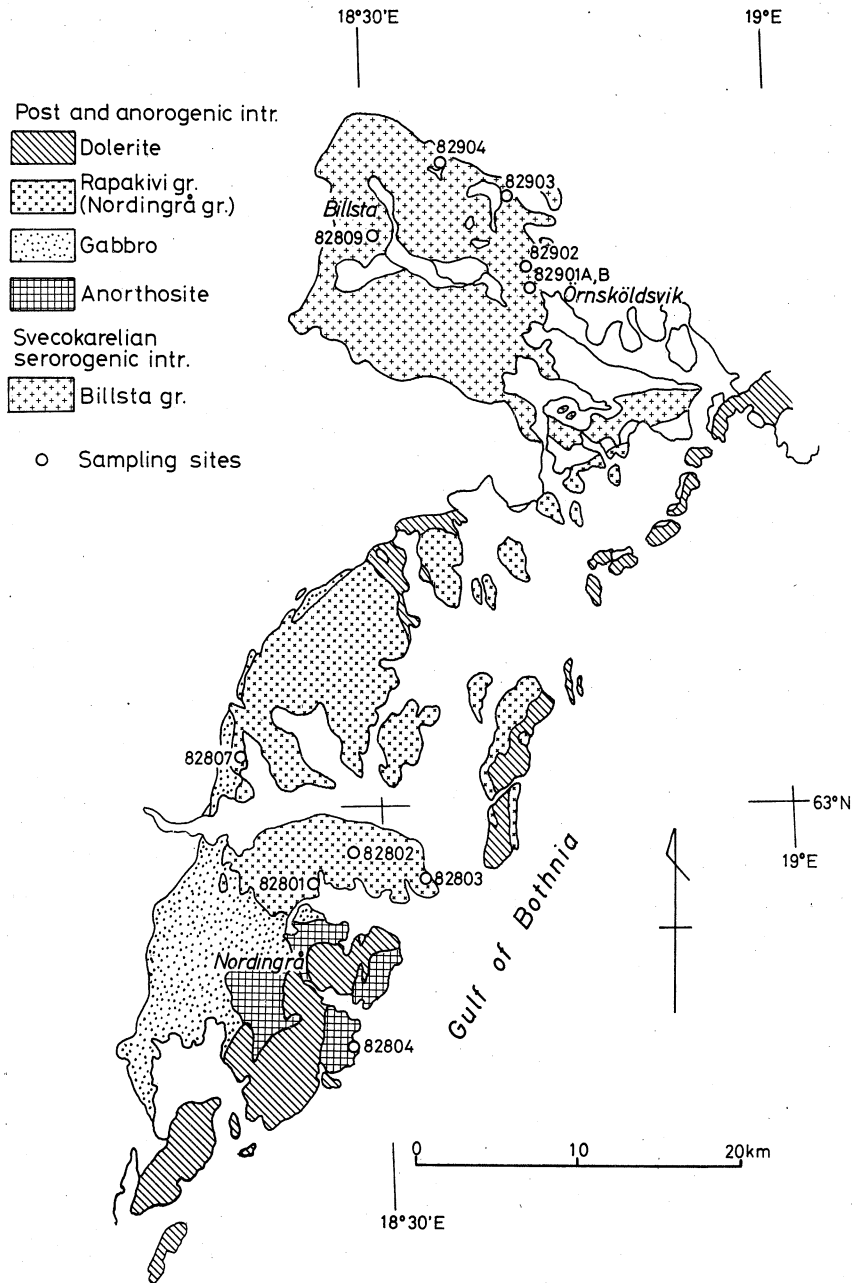 18°30'E
19°E
Post and anorogenic intr.
Dolerite
Rapakivi gr.
(Nordingrå gr.)
Gabbro
Anorthosite
Svecokarelian
serorogenic intr.
Billsta gr.
Sampling sites
82904
82903
Billsta
82809
82902
82901A,B
Örnsköldsvik
82807
63°N
19°E
82802
82801
82803
Nordingrå
Gulf of Bothnia
82804
0 10 20km
18°30'E